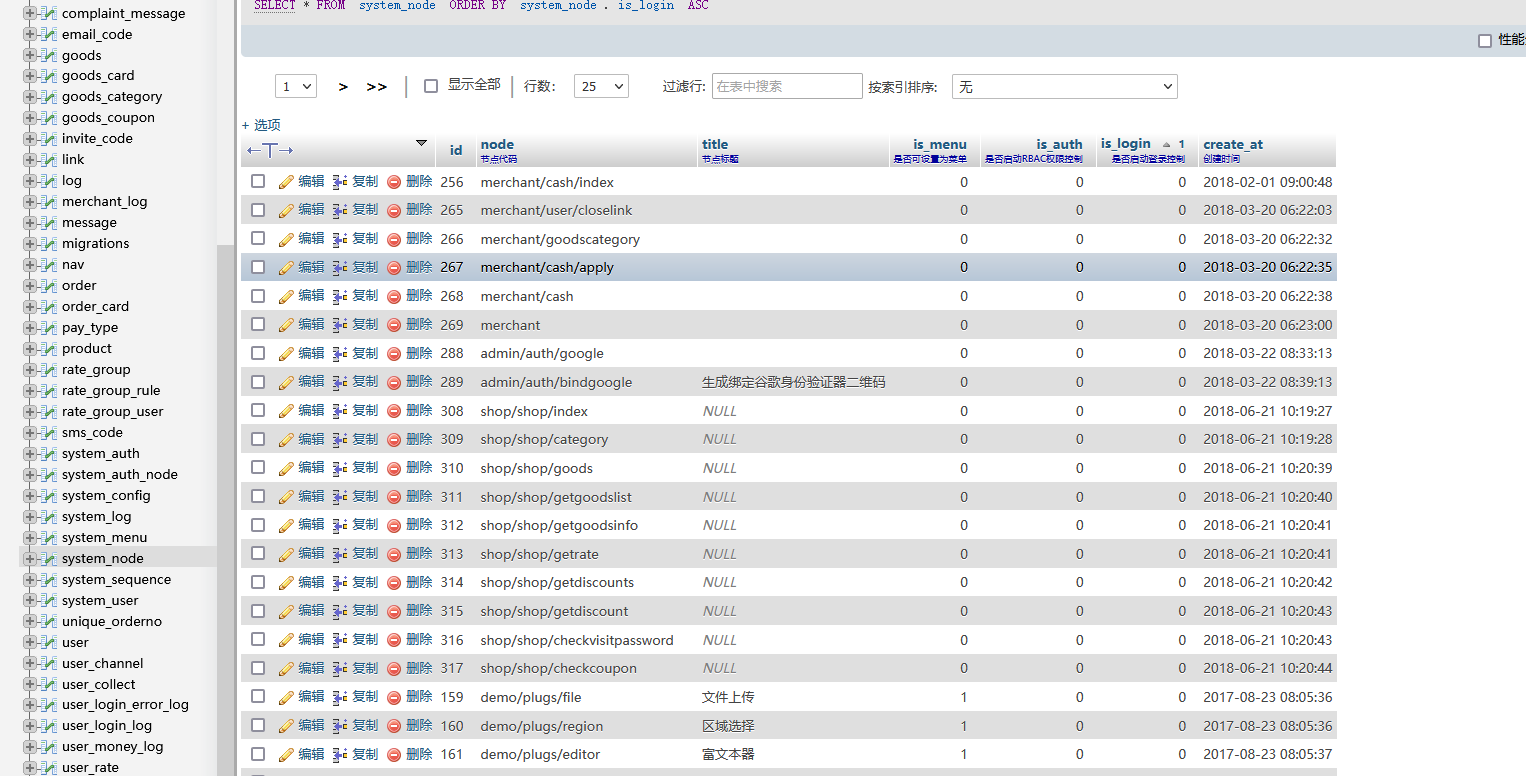 complaint_message
email_code
goods
goods_card
goods_category
goods_coupon
invite_code
link
log
merchant_log
message
migrations
nav
order
order_card
pay_type
product
rate_group
rate_group_rule
rate_group_user
sms_code
system_auth
system_auth_node
system_config
system_log
system_menu
system_node
system_sequence
system_user
unique_orderno
user
user_channel
user_collect
user_login_error_log
user_login_log
user_money_log
user_rate
SELECT * FROM `system_node` ORDER BY `system_node`.`is_login` ASC
性能
1 > >> | 显示全部 | 行数: 25 过滤行: 在表中搜索 按索引排序: 无
+ 选项
←T→ id node title is_menu is_auth is_login 1 create_at
节点代码 节点标题 是否可设置为菜单 是否启动RBAC权限控制 是否启动登录控制 创建时间
编辑 复制 删除 256 merchant/cash/index 0 0 0 2018-02-01 09:00:48
编辑 复制 删除 265 merchant/user/closelink 0 0 0 2018-03-20 06:22:03
编辑 复制 删除 266 merchant/goodscategory 0 0 0 2018-03-20 06:22:32
编辑 复制 删除 267 merchant/cash/apply 0 0 0 2018-03-20 06:22:35
编辑 复制 删除 268 merchant/cash 0 0 0 2018-03-20 06:22:38
编辑 复制 删除 269 merchant 0 0 0 2018-03-20 06:23:00
编辑 复制 删除 288 admin/auth/google 0 0 0 2018-03-22 08:33:13
编辑 复制 删除 289 admin/auth/bindgoogle 生成绑定谷歌身份验证器二维码 0 0 0 2018-03-22 08:39:13
编辑 复制 删除 308 shop/shop/index NULL 0 0 0 2018-06-21 10:19:27
编辑 复制 删除 309 shop/shop/category NULL 0 0 0 2018-06-21 10:19:28
编辑 复制 删除 310 shop/shop/goods NULL 0 0 0 2018-06-21 10:20:39
编辑 复制 删除 311 shop/shop/getgoodslist NULL 0 0 0 2018-06-21 10:20:40
编辑 复制 删除 312 shop/shop/getgoodsinfo NULL 0 0 0 2018-06-21 10:20:41
编辑 复制 删除 313 shop/shop/getrate NULL 0 0 0 2018-06-21 10:20:41
编辑 复制 删除 314 shop/shop/getdiscounts NULL 0 0 0 2018-06-21 10:20:42
编辑 复制 删除 315 shop/shop/getdiscount NULL 0 0 0 2018-06-21 10:20:43
编辑 复制 删除 316 shop/shop/checkvisitpassword NULL 0 0 0 2018-06-21 10:20:43
编辑 复制 删除 317 shop/shop/checkcoupon NULL 0 0 0 2018-06-21 10:20:44
编辑 复制 删除 159 demo/plugs/file 文件上传 1 0 0 2017-08-23 08:05:36
编辑 复制 删除 160 demo/plugs/region 区域选择 1 0 0 2017-08-23 08:05:36
编辑 复制 删除 161 demo/plugs/editor 富文本器 1 0 0 2017-08-23 08:05:37